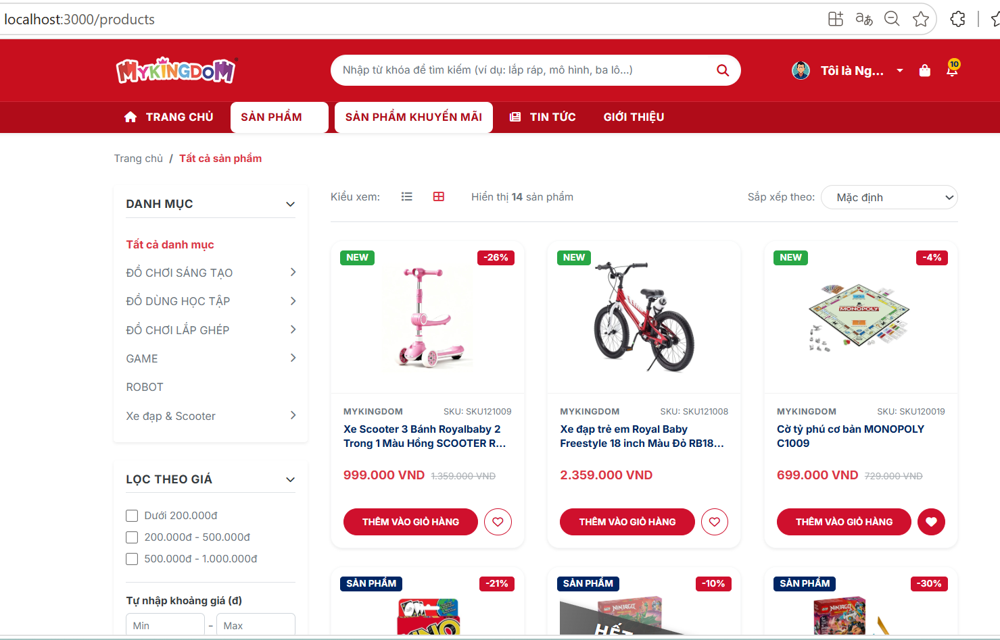 localhost:3000/products
MYKINGDOM
Nhập từ khóa để tìm kiếm (ví dụ: lắp ráp, mô hình, ba lô...)
Tôi là Ng...
10
TRANG CHỦ
SẢN PHẨM
SẢN PHẨM KHUYẾN MÃI
TIN TỨC
GIỚI THIỆU
Trang chủ / Tất cả sản phẩm
DANH MỤC
Tất cả danh mục
ĐỒ CHƠI SÁNG TẠO
ĐỒ DÙNG HỌC TẬP
ĐỒ CHƠI LẮP GHÉP
GAME
ROBOT
Xe đạp & Scooter
LỌC THEO GIÁ
Dưới 200.000đ
200.000đ - 500.000đ
500.000đ - 1.000.000đ
Tự nhập khoảng giá (đ)
Min - Max
Kiểu xem:
Hiển thị 14 sản phẩm
Sắp xếp theo: Mặc định
NEW
-26%
MYKINGDOM SKU: SKU121009
Xe Scooter 3 Bánh Royalbaby 2
Trong 1 Màu Hồng SCOOTER R...
999.000 VND 1.359.000 VND
THÊM VÀO GIỎ HÀNG
NEW
MYKINGDOM SKU: SKU121008
Xe đạp trẻ em Royal Baby
Freestyle 18 inch Màu Đỏ RB18...
2.359.000 VND
THÊM VÀO GIỎ HÀNG
NEW
-4%
MONOPOLY
MYKINGDOM SKU: SKU120019
Cờ tỷ phú cơ bản MONOPOLY
C1009
699.000 VND 729.000 VND
THÊM VÀO GIỎ HÀNG
SẢN PHẨM
-21%
UNO
SẢN PHẨM
-10%
NINJAGO
HẾT
SẢN PHẨM
-30%
NINJAGO